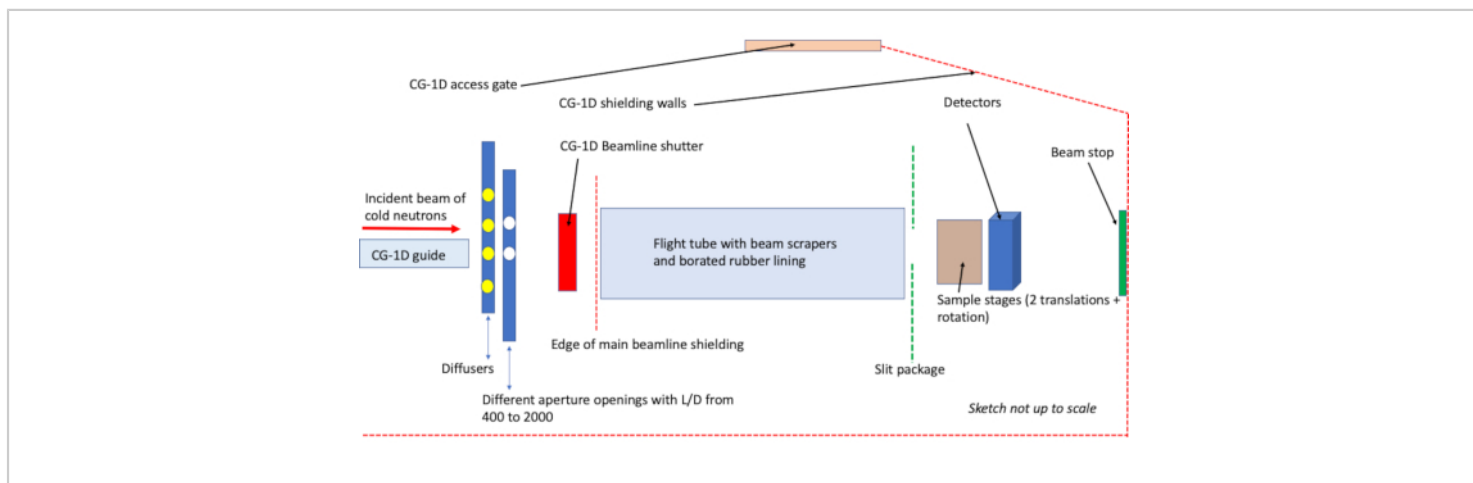 CG-1D access gate
CG-1D shielding walls
Detectors
CG-1D Beamline shutter
Beam stop
Incident beam of
cold neutrons
CG-1D guide
Flight tube with beam scrapers
and borated rubber lining
Sample stages (2 translations +
rotation)
Edge of main beamline shielding
Diffusers
Slit package
Different aperture openings with L/D from
400 to 2000
Sketch not up to scale